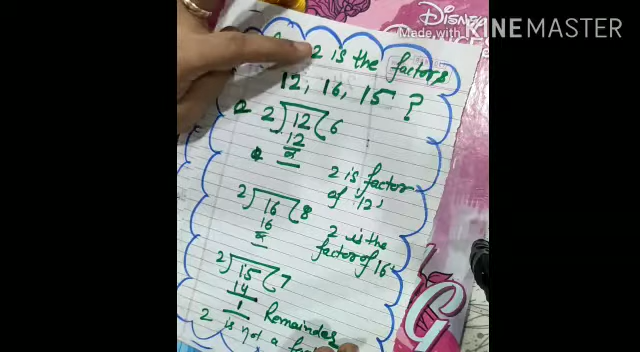 Disney
Made with KINEMASTER
2 is the factors
12, 16, 15 ?
2) 12 ( 6
12
0
2 is factor
of '12'
2) 16 ( 8
16
0
2 is the
factor of 16
2) 15 ( 7
14
1 Remainder
2 is not a
G